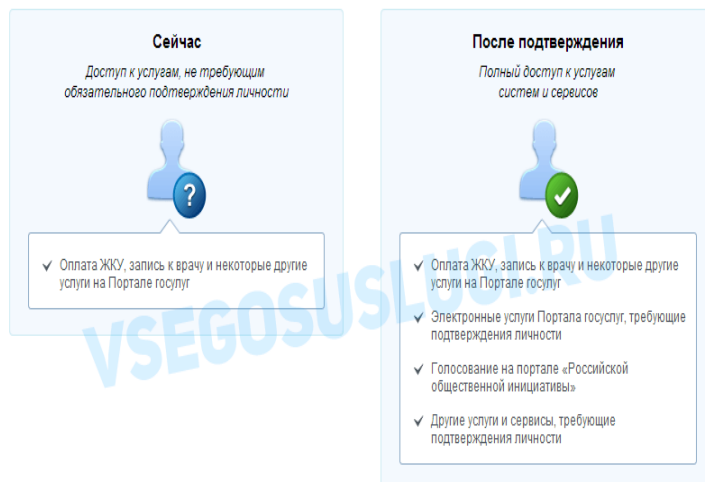 Сейчас
Доступ к услугам, не требующим
обязательного подтверждения личности
?
Оплата ЖКУ, запись к врачу и некоторые другие
услуги на Портале госулуг
После подтверждения
Полный доступ к услугам
систем и сервисов
Оплата ЖКУ, запись к врачу и некоторые другие
услуги на Портале госулуг
Электронные услуги Портала госуслуг, требующие
подтверждения личности
Голосование на портале «Российской
общественной инициативы»
Другие услуги и сервисы, требующие
подтверждения личности
VSEGOSUSLUGI.RU